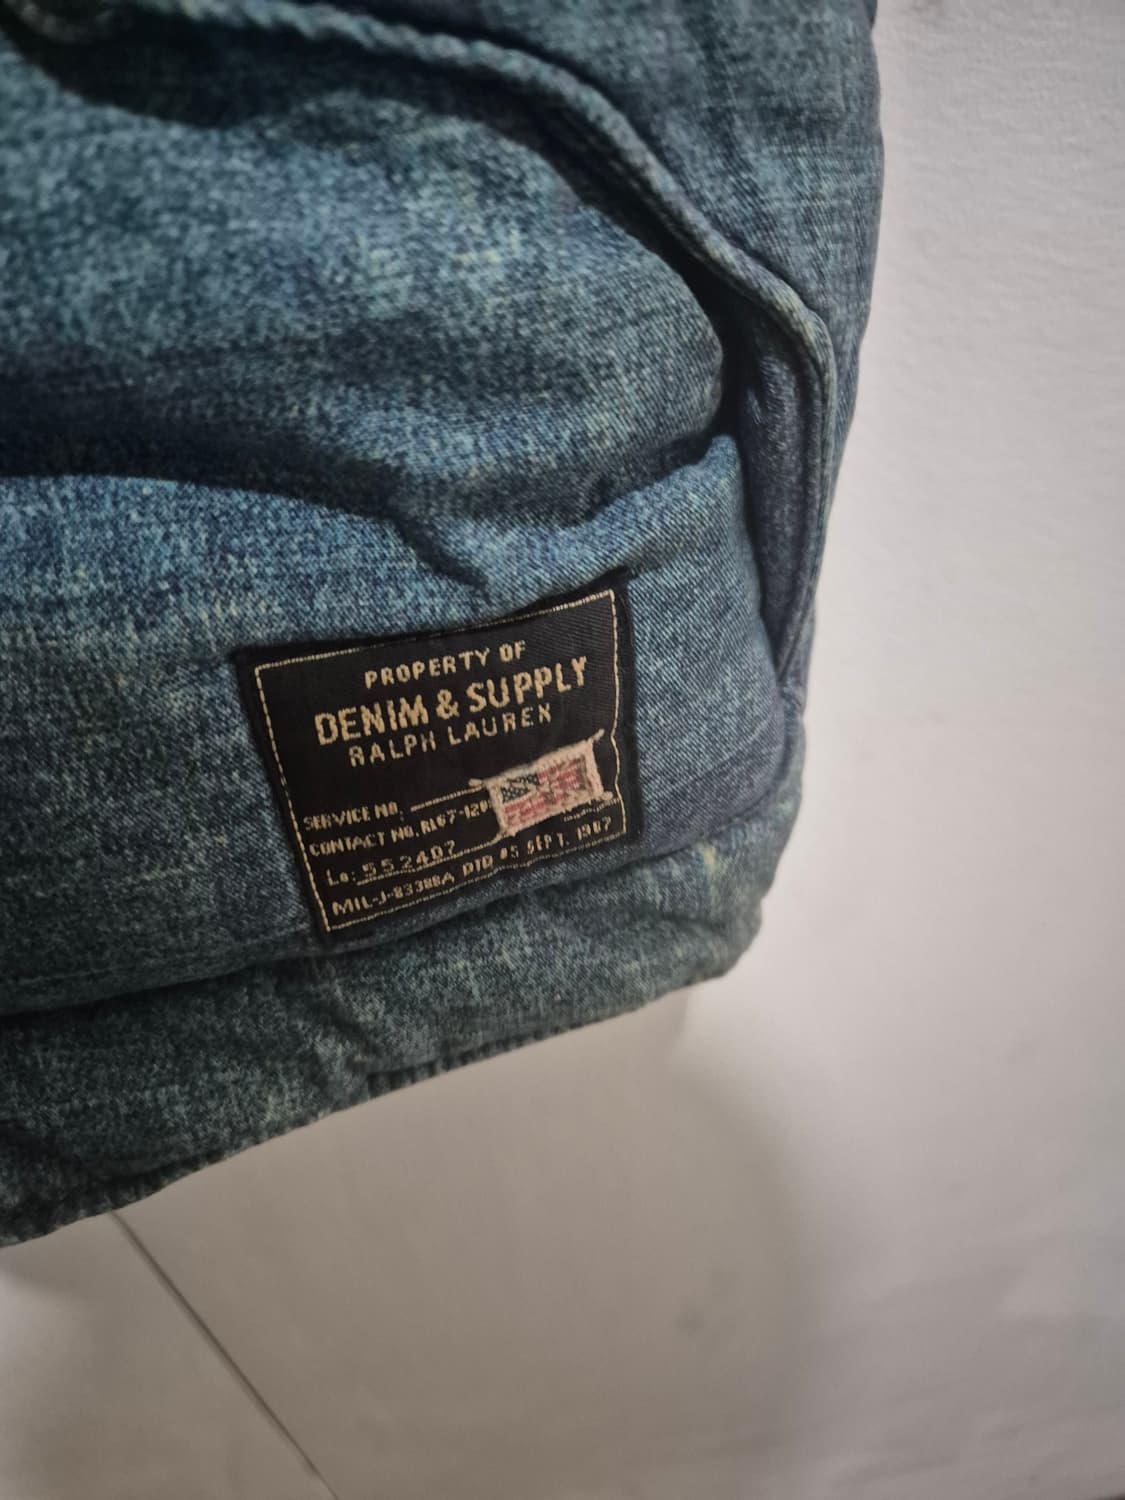 PROPERTY OF
DENIM & SUPPLY
RALPH LAUREN
SERVICE NO.
CONTACT NO. RL67-120
Lo: 552407
MIL-J-83388A DTD #5 SEPT. 1967